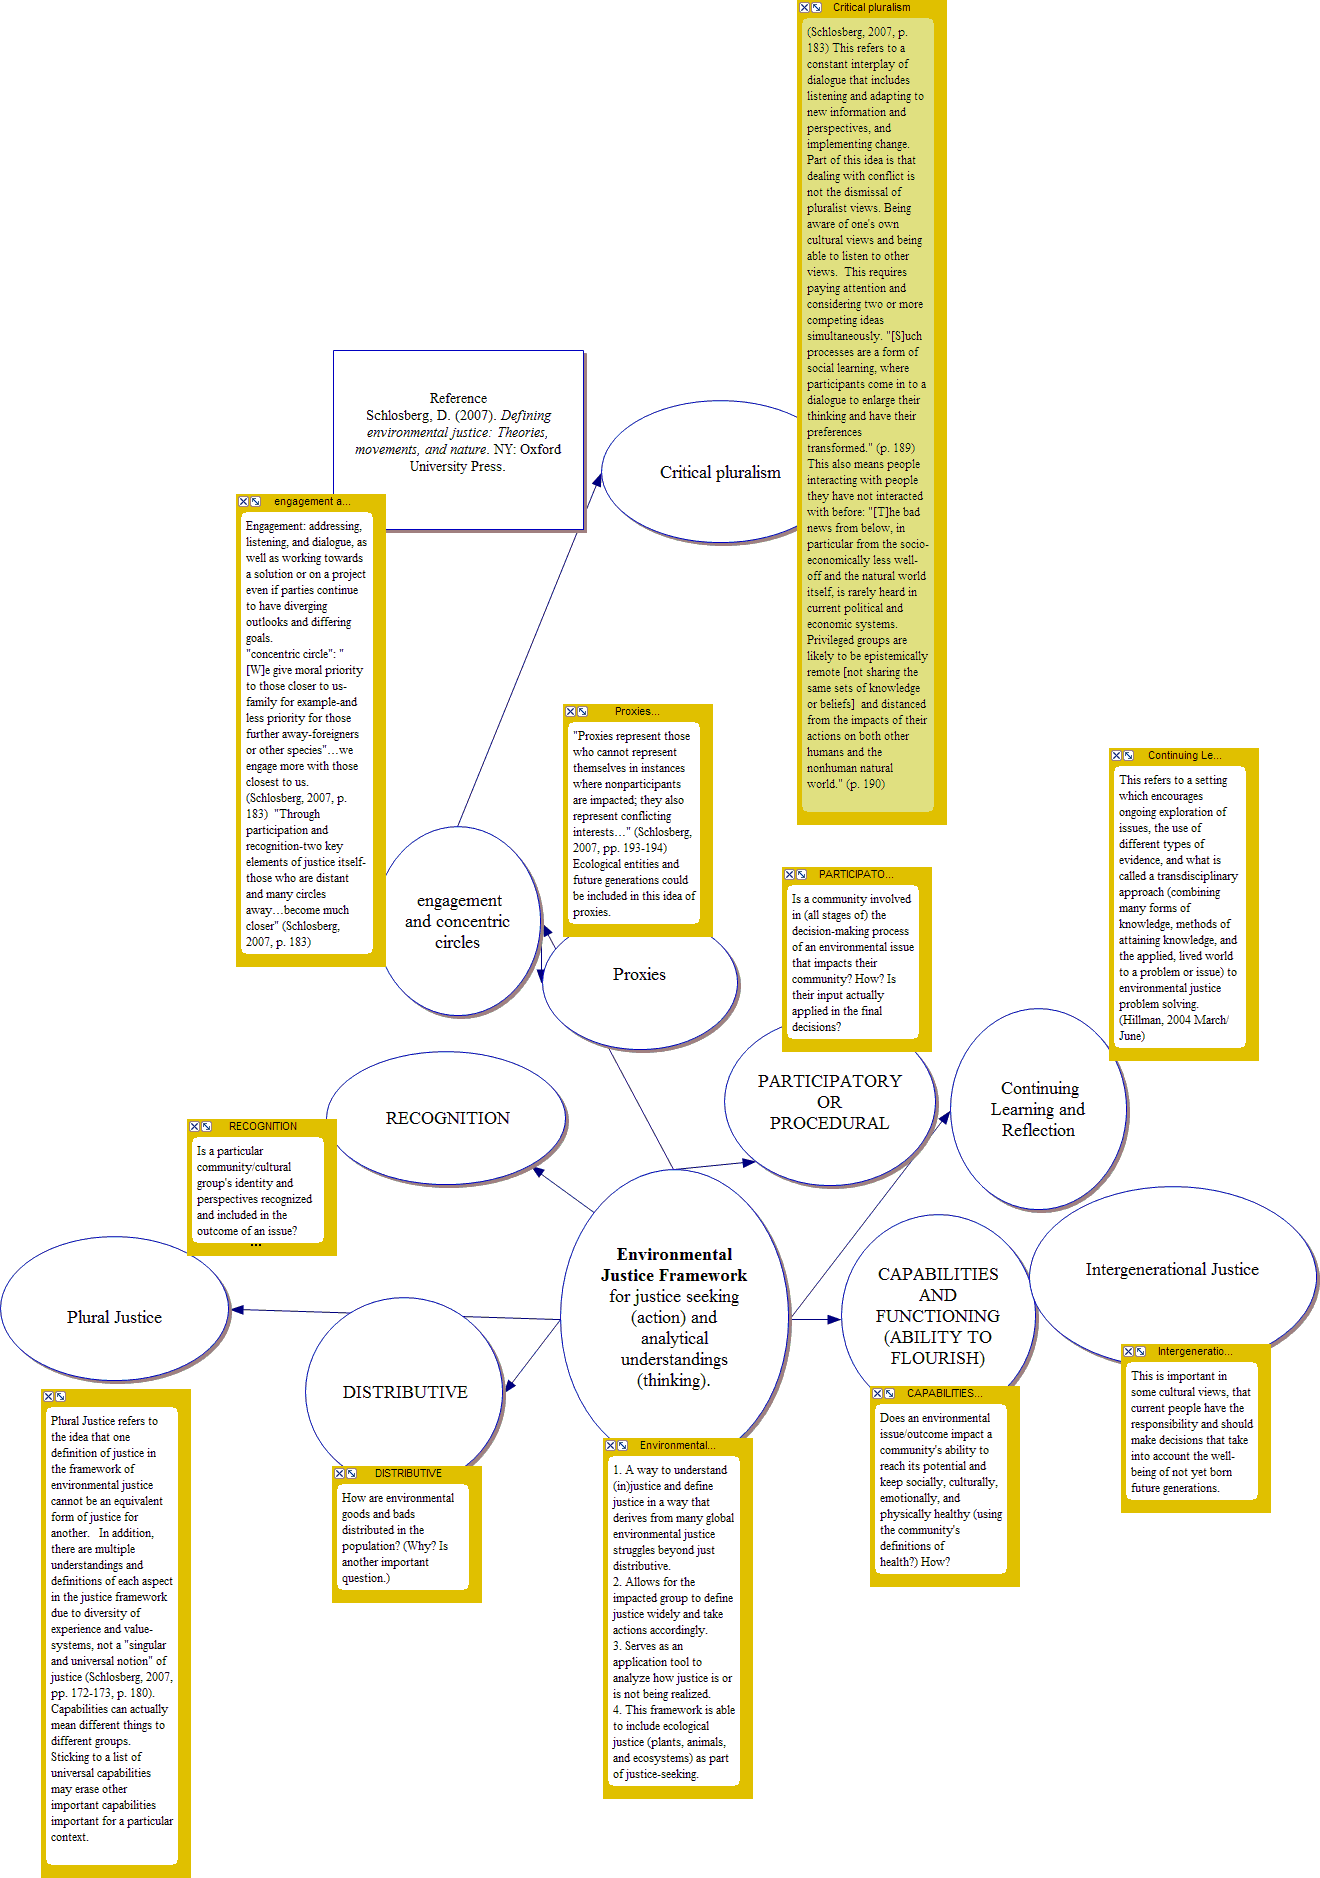 Critical pluralism
(Schlosberg, 2007, p.
183) This refers to a
constant interplay of
dialogue that includes
listening and adapting to
new information and
perspectives, and
implementing change.
Part of this idea is that
dealing with conflict is
not the dismissal of
pluralist views. Being
aware of one's own
cultural views and being
able to listen to other
views.  This requires
paying attention and
considering two or more
competing ideas
simultaneously. "[S]uch
processes are a form of
social learning, where
participants come in to a
dialogue to enlarge their
thinking and have their
preferences
transformed." (p. 189)
This also means people
interacting with people
they have not interacted
with before: "[T]he bad
news from below, in
particular from the socio-
economically less well-
off and the natural world
itself, is rarely heard in
current political and
economic systems.
Privileged groups are
likely to be epistemically
remote [not sharing the
same sets of knowledge
or beliefs]  and distanced
from the impacts of their
actions on both other
humans and the
nonhuman natural
world." (p. 190)
Reference
Schlosberg, D. (2007). Defining
environmental justice: Theories,
movements, and nature. NY: Oxford
University Press.
Critical pluralism
engagement a...
Engagement: addressing,
listening, and dialogue, as
well as working towards
a solution or on a project
even if parties continue
to have diverging
outlooks and differing
goals.
"concentric circle": "
[W]e give moral priority
to those closer to us-
family for example-and
less priority for those
further away-foreigners
or other species"...we
engage more with those
closest to us.
(Schlosberg, 2007, p.
183)  "Through
participation and
recognition-two key
elements of justice itself-
those who are distant
and many circles
away...become much
closer" (Schlosberg,
2007, p. 183)
engagement
and concentric
circles
Proxies...
"Proxies represent those
who cannot represent
themselves in instances
where nonparticipants
are impacted; they also
represent conflicting
interests..." (Schlosberg,
2007, pp. 193-194)
Ecological entities and
future generations could
be included in this idea of
proxies.
Proxies
PARTICIPATO...
Is a community involved
in (all stages of) the
decision-making process
of an environmental issue
that impacts their
community? How? Is
their input actually
applied in the final
decisions?
PARTICIPATORY
OR
PROCEDURAL
Continuing Le...
This refers to a setting
which encourages
ongoing exploration of
issues, the use of
different types of
evidence, and what is
called a transdisciplinary
approach (combining
many forms of
knowledge, methods of
attaining knowledge, and
the applied, lived world
to a problem or issue) to
environmental justice
problem solving.
(Hillman, 2004 March/
June)
Continuing
Learning and
Reflection
RECOGNITION
RECOGNITION
Is a particular
community/cultural
group's identity and
perspectives recognized
and included in the
outcome of an issue?
...
Plural Justice
Plural Justice refers to
the idea that one
definition of justice in
the framework of
environmental justice
cannot be an equivalent
form of justice for
another.   In addition,
there are multiple
understandings and
definitions of each aspect
in the justice framework
due to diversity of
experience and value-
systems, not a "singular
and universal notion" of
justice (Schlosberg, 2007,
pp. 172-173, p. 180).
Capabilities can actually
mean different things to
different groups.
Sticking to a list of
universal capabilities
may erase other
important capabilities
important for a particular
context.
DISTRIBUTIVE
DISTRIBUTIVE
How are environmental
goods and bads
distributed in the
population? (Why? Is
another important
question.)
Environmental
Justice Framework
for justice seeking
(action) and
analytical
understandings
(thinking).
Environmental...
1. A way to understand
(in)justice and define
justice in a way that
derives from many global
environmental justice
struggles beyond just
distributive.
2. Allows for the
impacted group to define
justice widely and take
actions accordingly.
3. Serves as an
application tool to
analyze how justice is or
is not being realized.
4. This framework is able
to include ecological
justice (plants, animals,
and ecosystems) as part
of justice-seeking.
CAPABILITIES
AND
FUNCTIONING
(ABILITY TO
FLOURISH)
CAPABILITIES...
Does an environmental
issue/outcome impact a
community's ability to
reach its potential and
keep socially, culturally,
emotionally, and
physically healthy (using
the community's
definitions of
health?) How?
Intergenerational Justice
Intergeneratio...
This is important in
some cultural views, that
current people have the
responsibility and should
make decisions that take
into account the well-
being of not yet born
future generations.